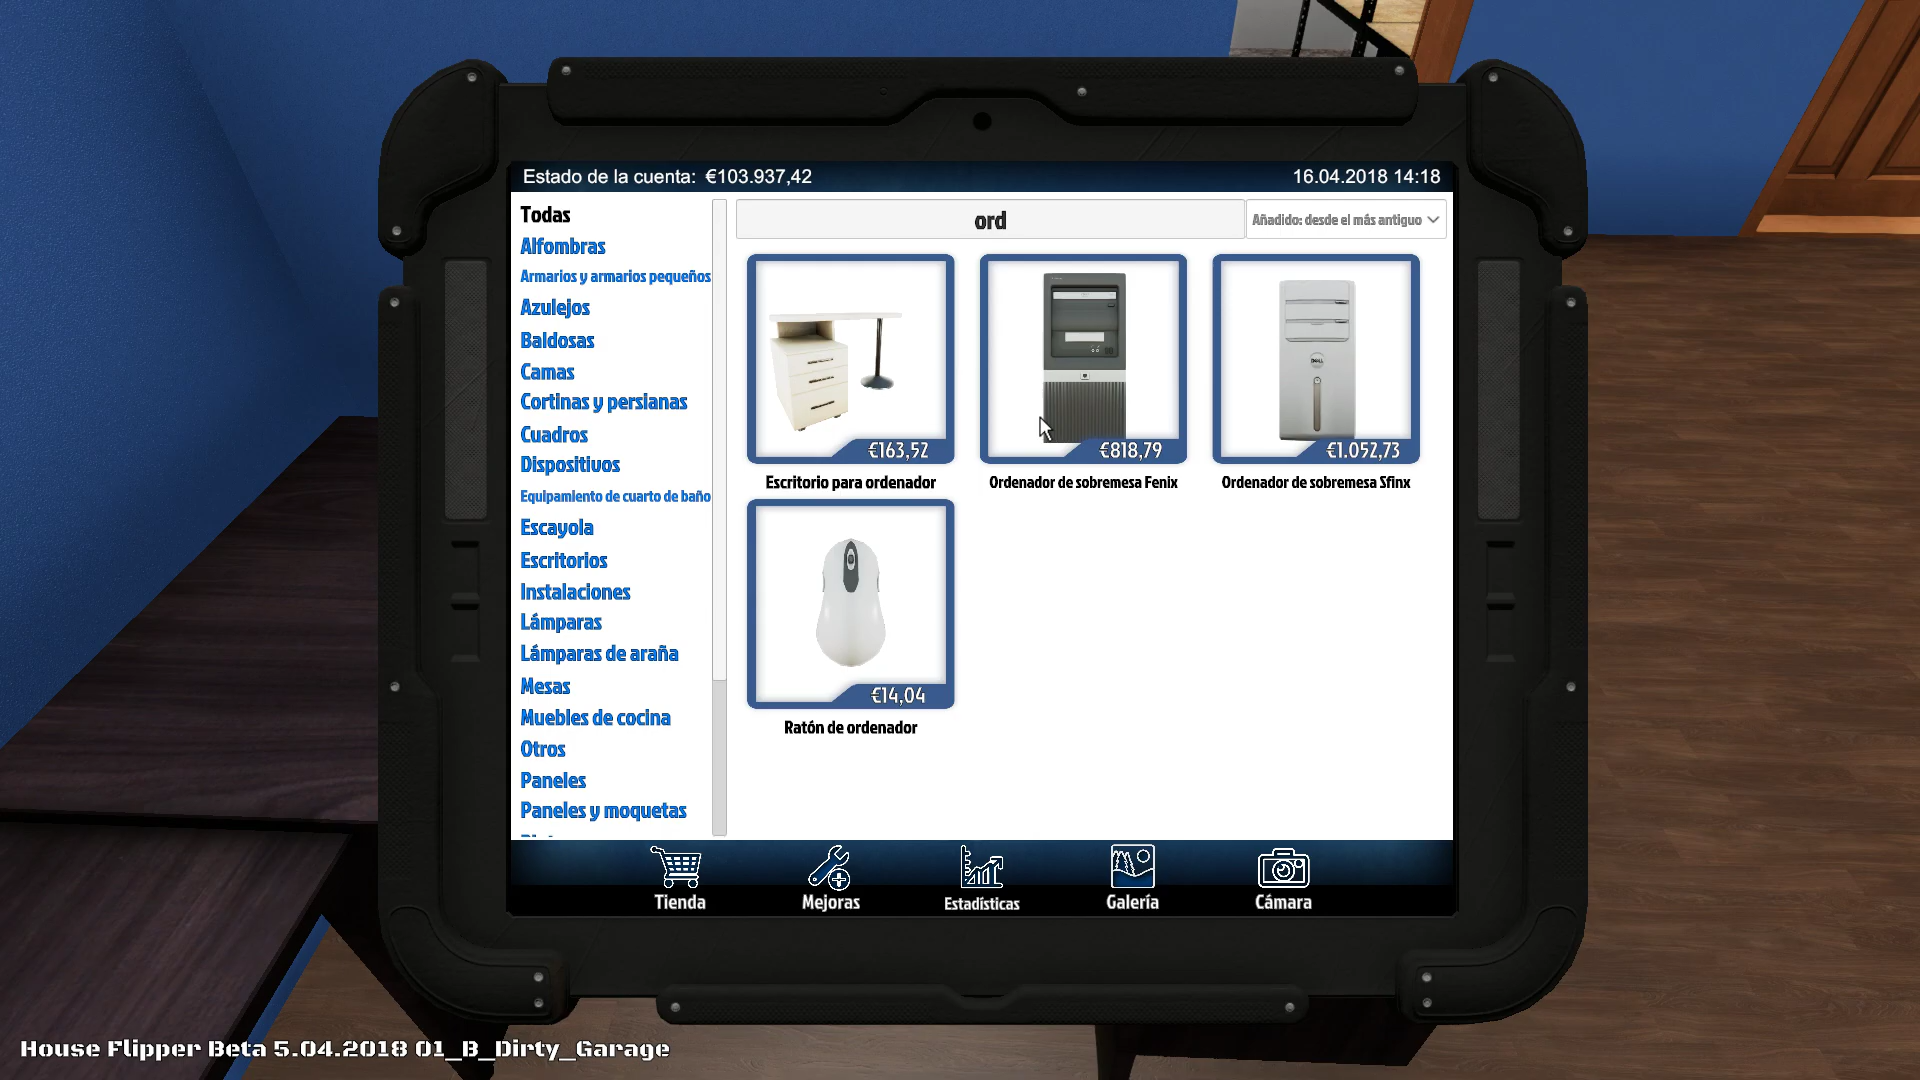 Estado de la cuenta: €103.937,42
16.04.2018 14:18
Todas
Alfombras
Armarios y armarios pequeños
Azulejos
Baldosas
Camas
Cortinas y persianas
Cuadros
Dispositivos
Equipamiento de cuarto de baño
Escayola
Escritorios
Instalaciones
Lámparas
Lámparas de araña
Mesas
Muebles de cocina
Otros
Paneles
Paneles y moquetas
ord
Añadido: desde el más antiguo
€163,52
Escritorio para ordenador
€818,79
Ordenador de sobremesa Fenix
DELL
€1.052,73
Ordenador de sobremesa Sfinx
€14,04
Ratón de ordenador
Tienda
Mejoras
Estadísticas
Galería
Cámara
House Flipper Beta 5.04.2018 01_B_Dirty_Garage